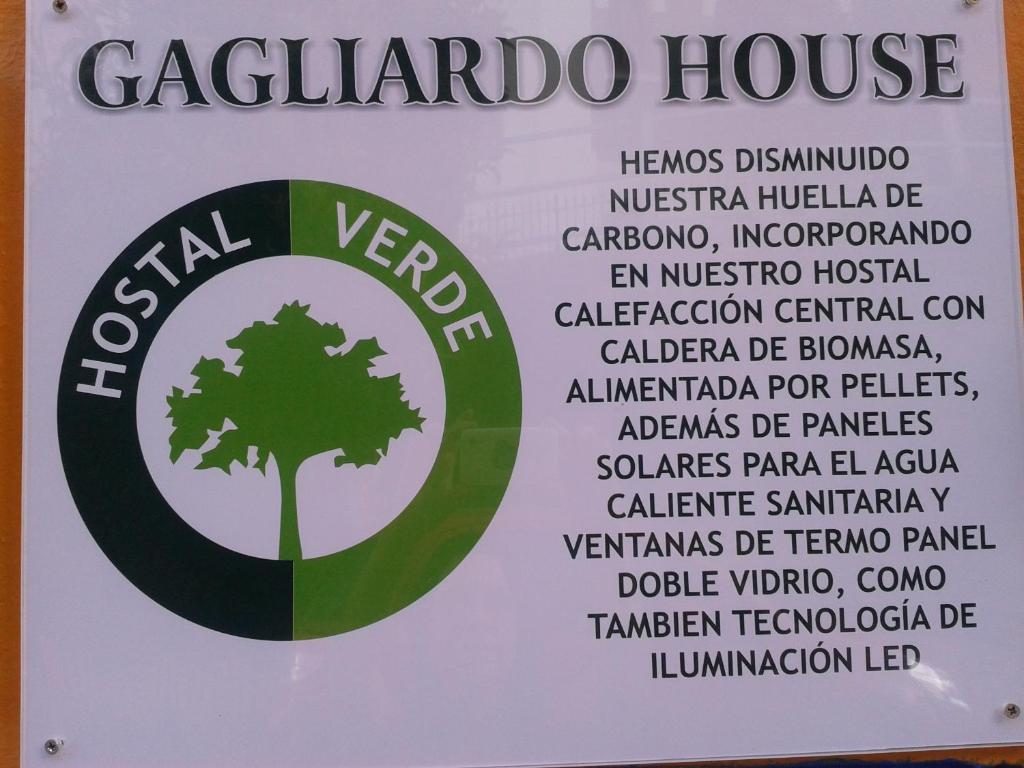 GAGLIARDO HOUSE
HOSTAL VERDE
HEMOS DISMINUIDO
NUESTRA HUELLA DE
CARBONO, INCORPORANDO
EN NUESTRO HOSTAL
CALEFACCIÓN CENTRAL CON
CALDERA DE BIOMASA,
ALIMENTADA POR PELLETS,
ADEMÁS DE PANELES
SOLARES PARA EL AGUA
CALIENTE SANITARIA Y
VENTANAS DE TERMO PANEL
DOBLE VIDRIO, COMO
TAMBIEN TECNOLOGÍA DE
ILUMINACIÓN LED